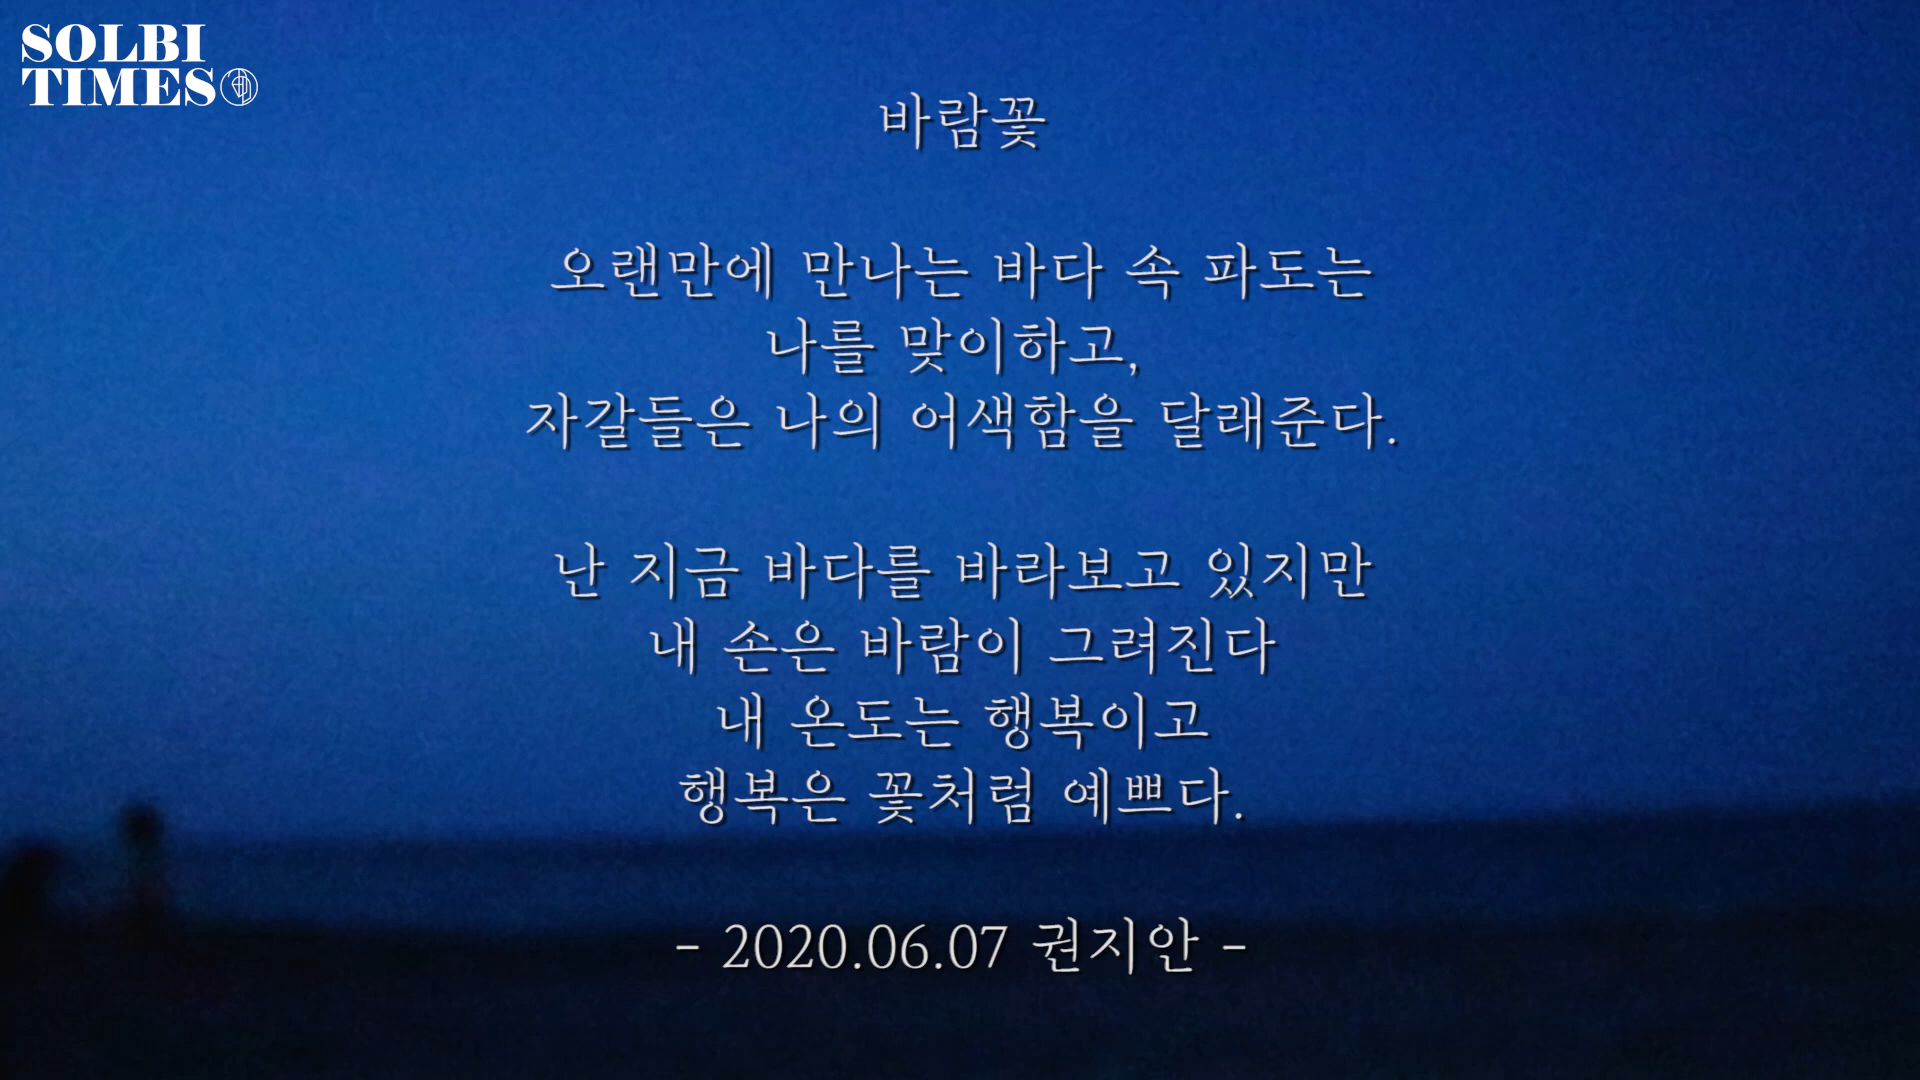 SOLBI
TIMES
바람꽃
오랜만에 만나는 바다 속 파도는
나를 맞이하고,
자갈들은 나의 어색함을 달래준다.
난 지금 바다를 바라보고 있지만
내 손은 바람이 그려진다
내 온도는 행복이고
행복은 꽃처럼 예쁘다.
- 2020.06.07 권지안 -